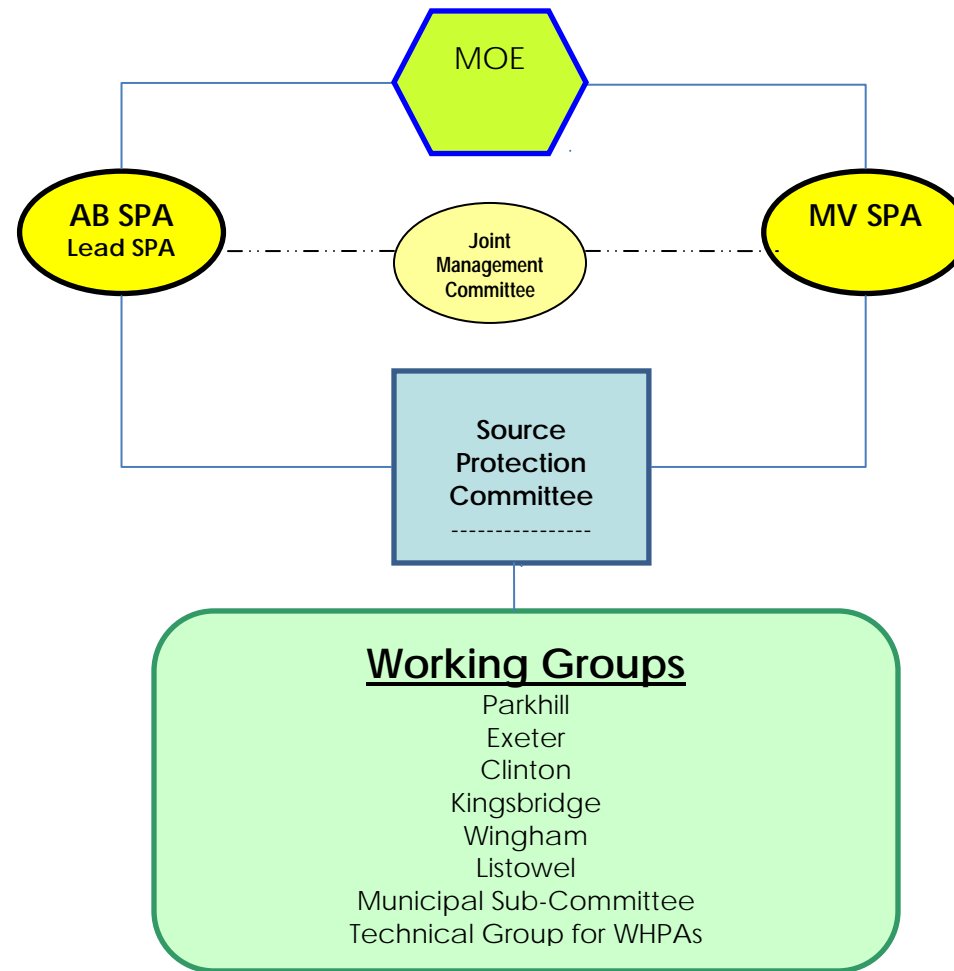 MOE
AB SPA
Lead SPA
Joint
Management
Committee
MV SPA
Source
Protection
Committee
-----------------
Working Groups
Parkhill
Exeter
Clinton
Kingsbridge
Wingham
Listowel
Municipal Sub-Committee
Technical Group for WHPAs